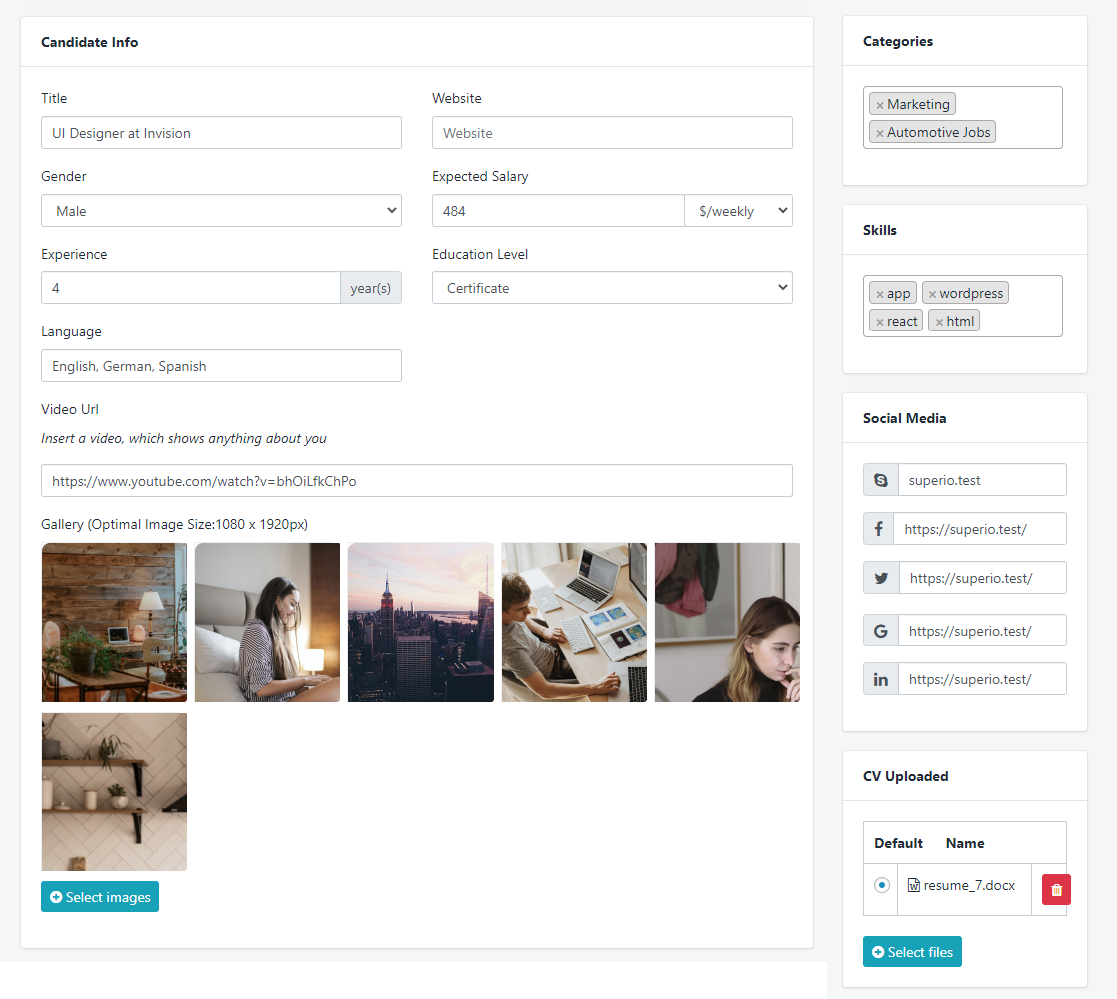 Candidate Info
Title
UI Designer at Invision
Website
Website
Gender
Male
Expected Salary
484
$/weekly
Experience
4
year(s)
Education Level
Certificate
Language
English, German, Spanish
Video Url
Insert a video, which shows anything about you
https://www.youtube.com/watch?v=bhOiLfkChPo
Gallery (Optimal Image Size:1080 x 1920px)
Select images
Categories
× Marketing
× Automotive Jobs
Skills
× app × wordpress
× react × html
Social Media
superio.test
https://superio.test/
https://superio.test/
https://superio.test/
https://superio.test/
CV Uploaded
Default Name
resume_7.docx
Select files